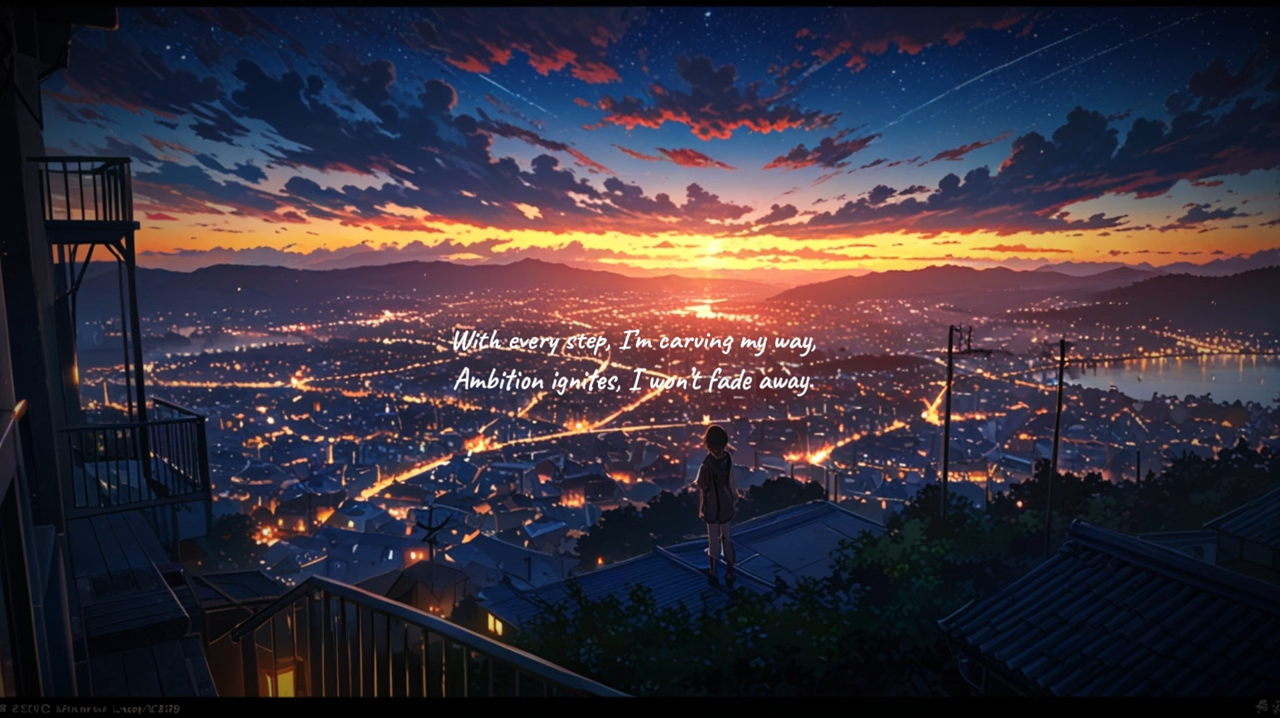 With every step, I'm carving my way,
Ambition ignites, I won't fade away.